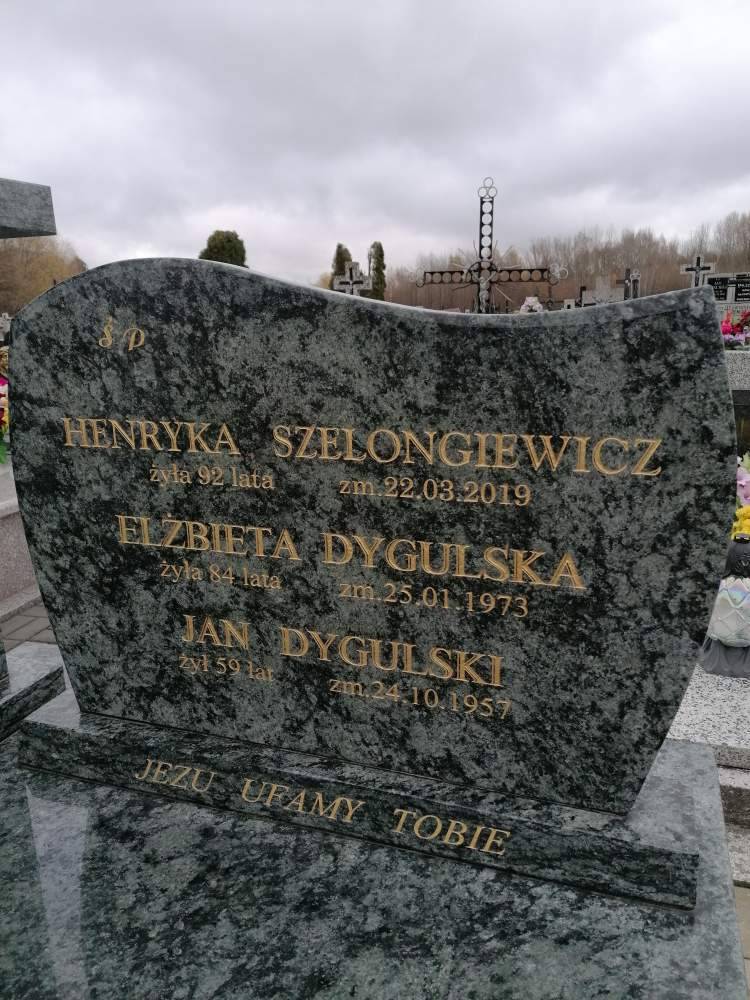 ś p
HENRYKA SZELONGIEWICZ
żyła 92 lata zm.22.03.2019
ELŻBIETA DYGULSKA
żyła 84 lata zm.25.01.1973
JAN DYGULSKI
żył 59 lat zm.24.10.1957
JEZU UFAMY TOBIE